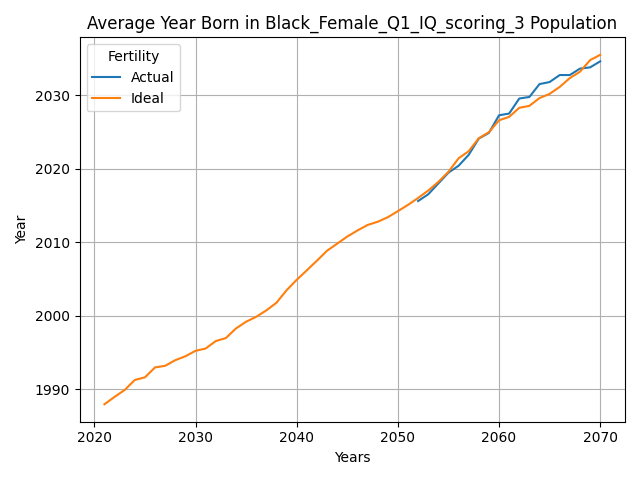 Average Year Born in Black_Female_Q1_IQ_scoring_3 Population
Fertility
Actual
Ideal
2030
2020
2010
2000
1990
Year
2020 2030 2040 2050 2060 2070
Years